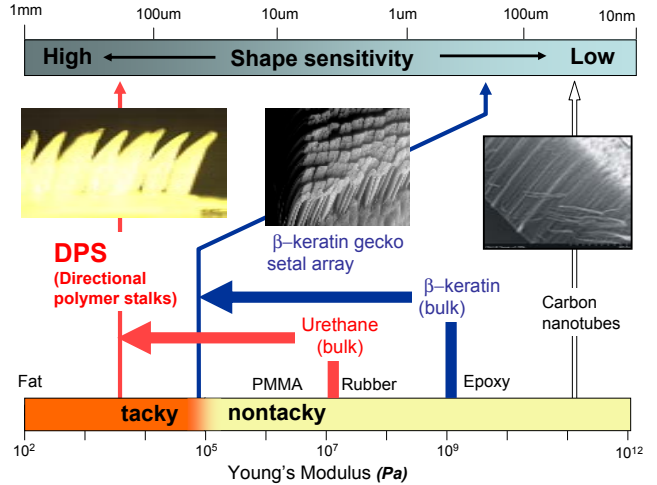 1mm 100um 10um 1um 100um 10nm
High Shape sensitivity Low
β–keratin gecko
setal array
DPS
(Directional
polymer stalks)
β–keratin
(bulk)
Carbon
nanotubes
Urethane
(bulk)
Fat PMMA Rubber Epoxy
tacky nontacky
10² 10⁵ 10⁷ 10⁹ 10¹²
Young's Modulus (Pa)